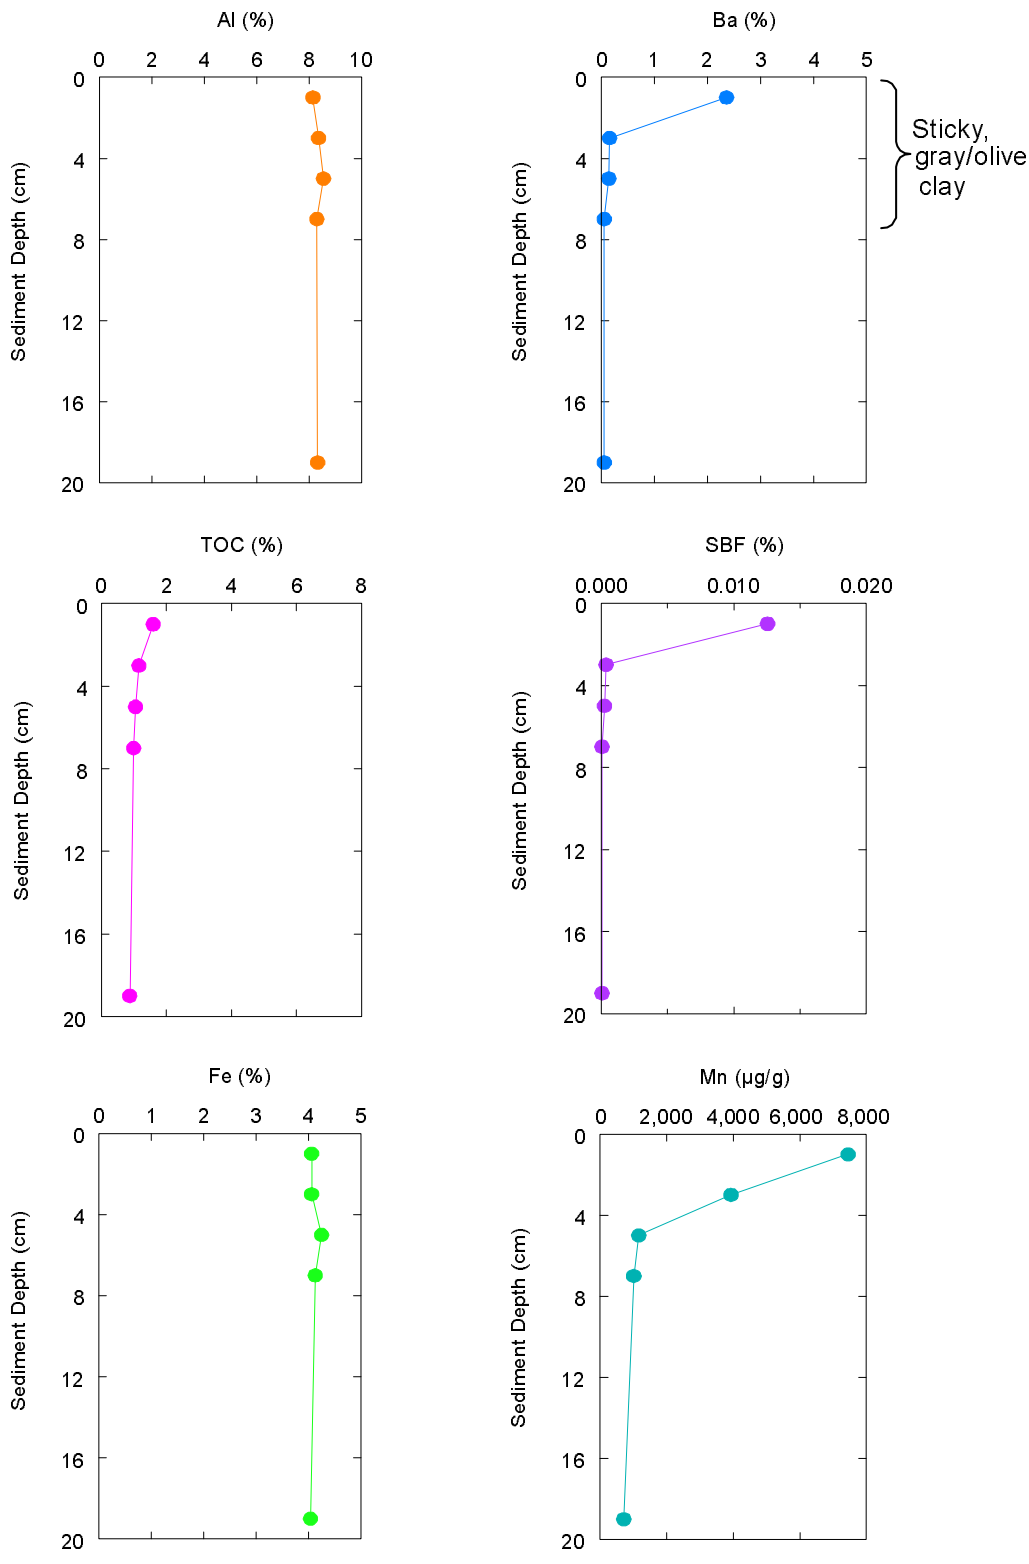 Al (%)
0 2 4 6 8 10
0
4
8
12
16
20
Sediment Depth (cm)
Ba (%)
0 1 2 3 4 5
0
4
8
12
16
20
Sediment Depth (cm)
Sticky,
gray/olive
clay
TOC (%)
0 2 4 6 8
0
4
8
12
16
20
Sediment Depth (cm)
SBF (%)
0.000 0.010 0.020
0
4
8
12
16
20
Sediment Depth (cm)
Fe (%)
0 1 2 3 4 5
0
4
8
12
16
20
Sediment Depth (cm)
Mn (µg/g)
0 2,000 4,000 6,000 8,000
0
4
8
12
16
20
Sediment Depth (cm)